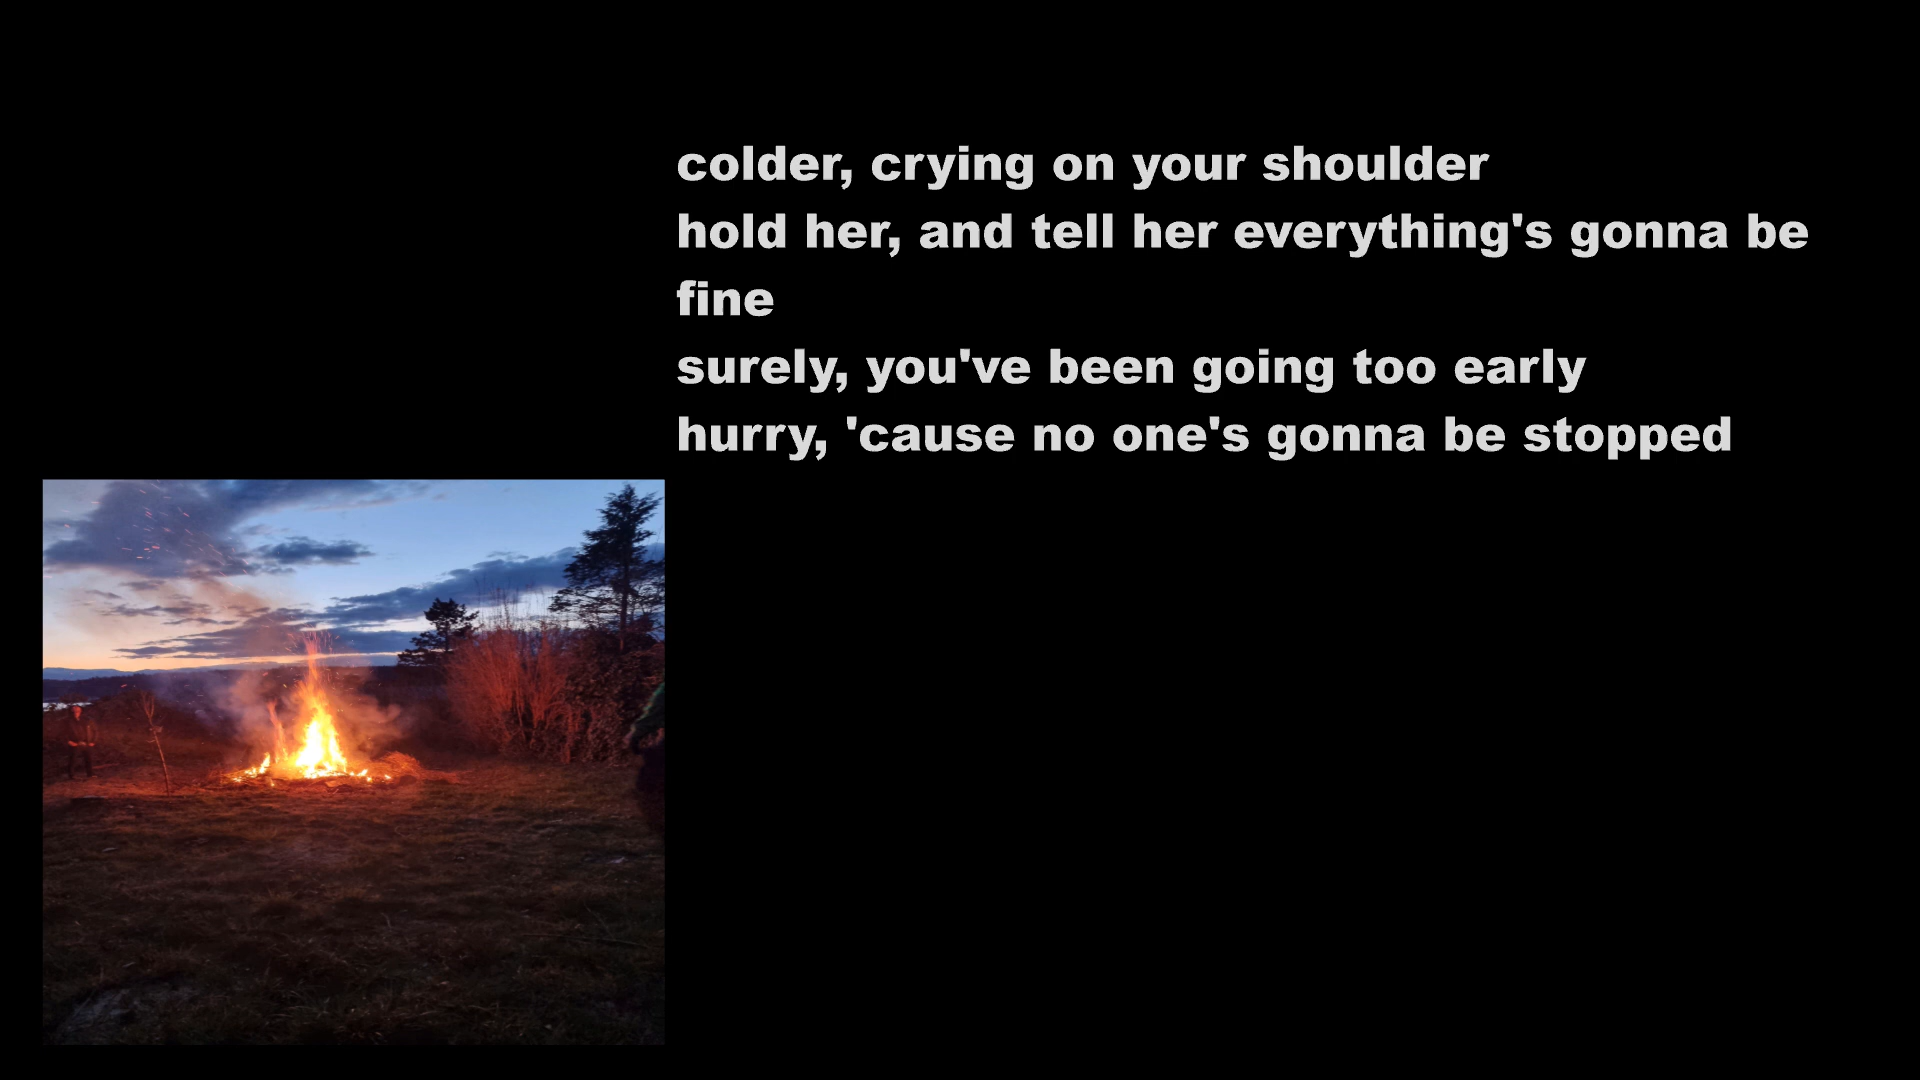 colder, crying on your shoulder
hold her, and tell her everything's gonna be
fine
surely, you've been going too early
hurry, 'cause no one's gonna be stopped